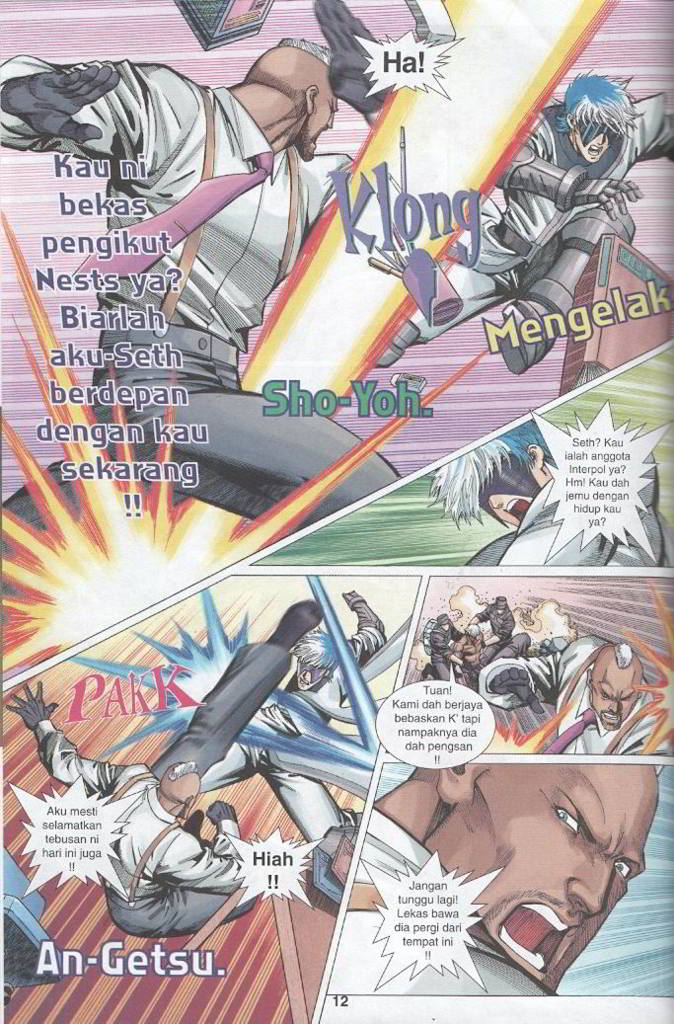 Ha!
Kau ni
bekas
pengikut
Nests ya?
Biarlah
aku-Seth
berdepan
dengan kau
sekarang
!!
Klong
Mengelak
Sho-Yoh.
Seth? Kau
ialah anggota
Interpol ya?
Hm! Kau dah
jemu dengan
hidup kau
ya?
PAKK
Aku mesti
selamatkan
tebusan ni
hari ini juga
!!
Hiah
!!
An-Getsu.
Tuan!
Kami dah berjaya
bebaskan K' tapi
nampaknya dia
dah pengsan
!!
Jangan
tunggu lagi!
Lekas bawa
dia pergi dari
tempat ini
!!
12